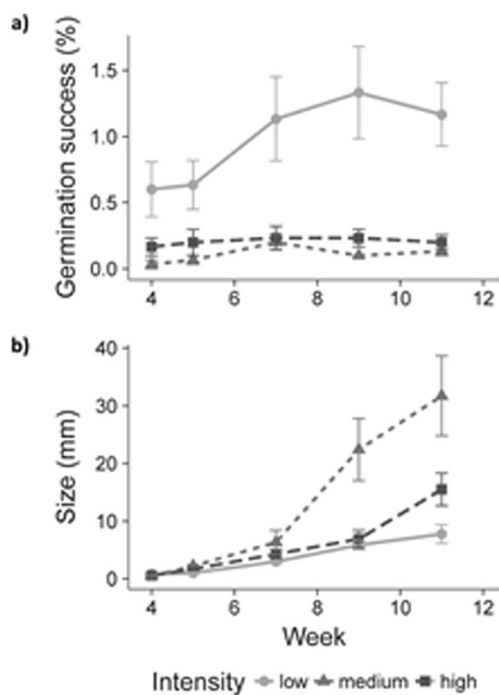 a)
Germination success (%)
1.5
1.0
0.5
0.0
4 6 8 10 12
b)
Size (mm)
40
30
20
10
0
4 6 8 10 12
Week
Intensity low medium high